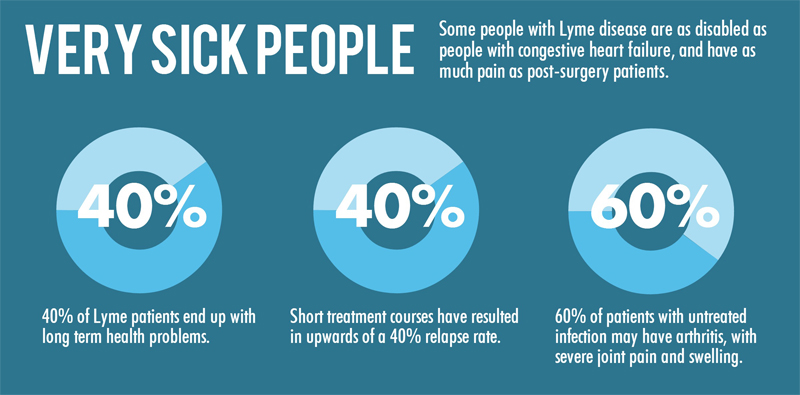 VERY SICK PEOPLE
Some people with Lyme disease are as disabled as
people with congestive heart failure, and have as
much pain as post-surgery patients.
40%
40% of Lyme patients end up with
long term health problems.
40%
Short treatment courses have resulted
in upwards of a 40% relapse rate.
60%
60% of patients with untreated
infection may have arthritis, with
severe joint pain and swelling.